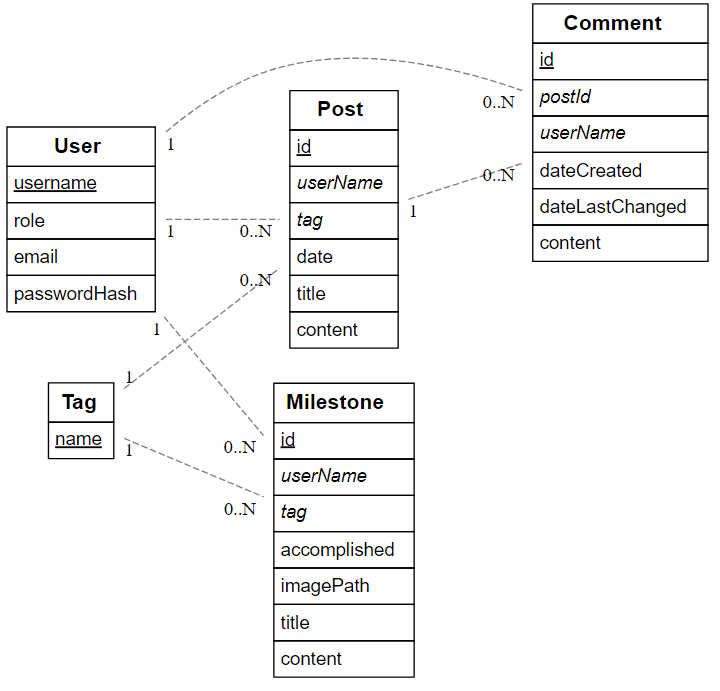 Comment
id
postId
userName
dateCreated
dateLastChanged
content
0..N
0..N
Post
id
userName
tag
date
title
content
1
0..N
0..N
1
User
username
role
email
passwordHash
1
1
1
Tag
name
1
Milestone
id
userName
tag
accomplished
imagePath
title
content
0..N
0..N